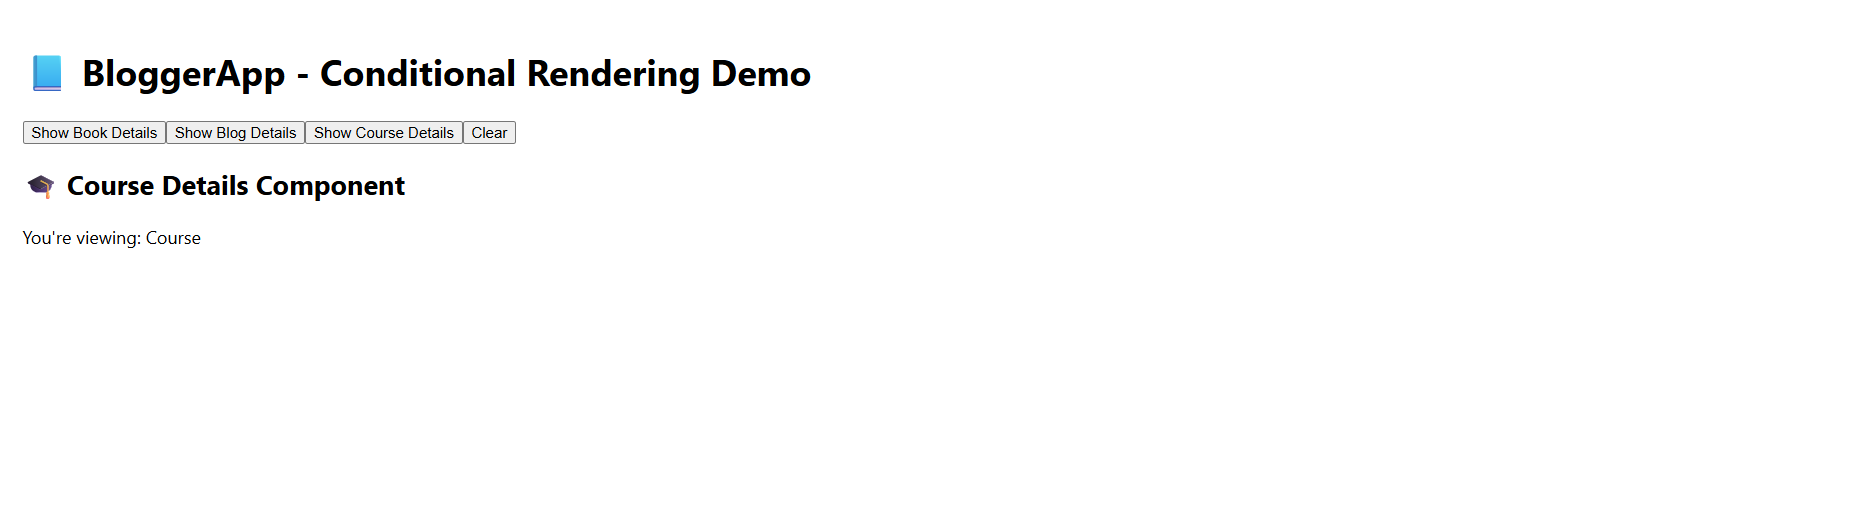 📘 BloggerApp - Conditional Rendering Demo
Show Book Details Show Blog Details Show Course Details Clear
🎓 Course Details Component
You're viewing: Course